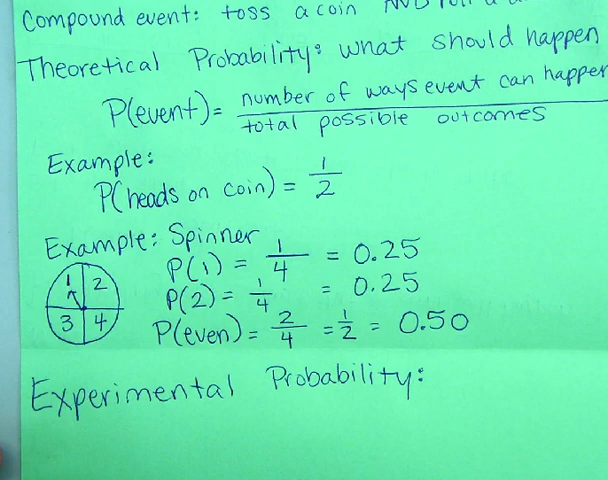 Compound event: toss a coin AND roll a
Theoretical Probability: what should happen
P(event) = number of ways event can happen
total possible outcomes
Example:
P(heads on coin) = 1/2
Example: Spinner
P(1) = 1/4 = 0.25
P(2) = 1/4 = 0.25
P(even) = 2/4 = 1/2 = 0.50
1 2
3 4
Experimental Probability: